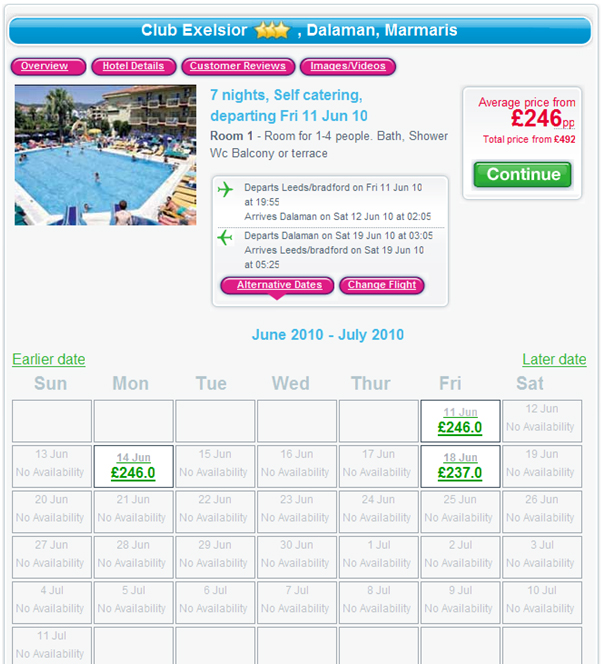 Club Exelsior , Dalaman, Marmaris
Overview Hotel Details Customer Reviews Images/Videos
7 nights, Self catering,
departing Fri 11 Jun 10
Room 1 - Room for 1-4 people. Bath, Shower
Wc Balcony or terrace
Average price from
£246pp
Total price from £492
Continue
Departs Leeds/bradford on Fri 11 Jun 10
at 19:55
Arrives Dalaman on Sat 12 Jun 10 at 02:05
Departs Dalaman on Sat 19 Jun 10 at 03:05
Arrives Leeds/bradford on Sat 19 Jun 10
at 05:25
Alternative Dates Change Flight
June 2010 - July 2010
Earlier date Later date
Sun Mon Tue Wed Thur Fri Sat
11 Jun 12 Jun
£246.0 No Availability
13 Jun 14 Jun 15 Jun 16 Jun 17 Jun 18 Jun 19 Jun
No Availability £246.0 No Availability No Availability No Availability £237.0 No Availability
20 Jun 21 Jun 22 Jun 23 Jun 24 Jun 25 Jun 26 Jun
No Availability No Availability No Availability No Availability No Availability No Availability No Availability
27 Jun 28 Jun 29 Jun 30 Jun 1 Jul 2 Jul 3 Jul
No Availability No Availability No Availability No Availability No Availability No Availability No Availability
4 Jul 5 Jul 6 Jul 7 Jul 8 Jul 9 Jul 10 Jul
No Availability No Availability No Availability No Availability No Availability No Availability No Availability
11 Jul
No Availability